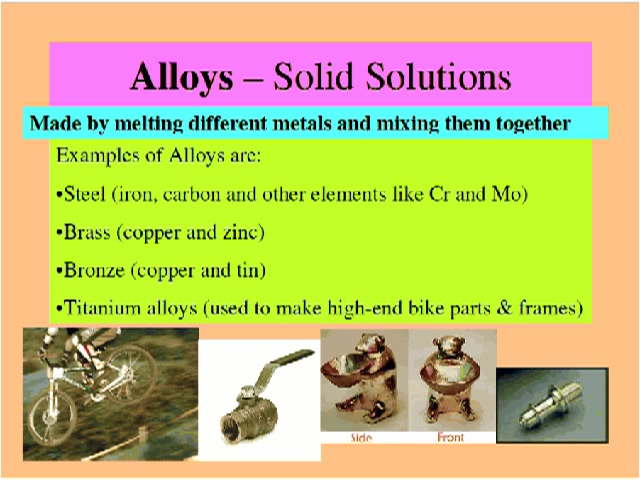 Alloys – Solid Solutions
Made by melting different metals and mixing them together
Examples of Alloys are:
•Steel (iron, carbon and other elements like Cr and Mo)
•Brass (copper and zinc)
•Bronze (copper and tin)
•Titanium alloys (used to make high-end bike parts & frames)
Side Front